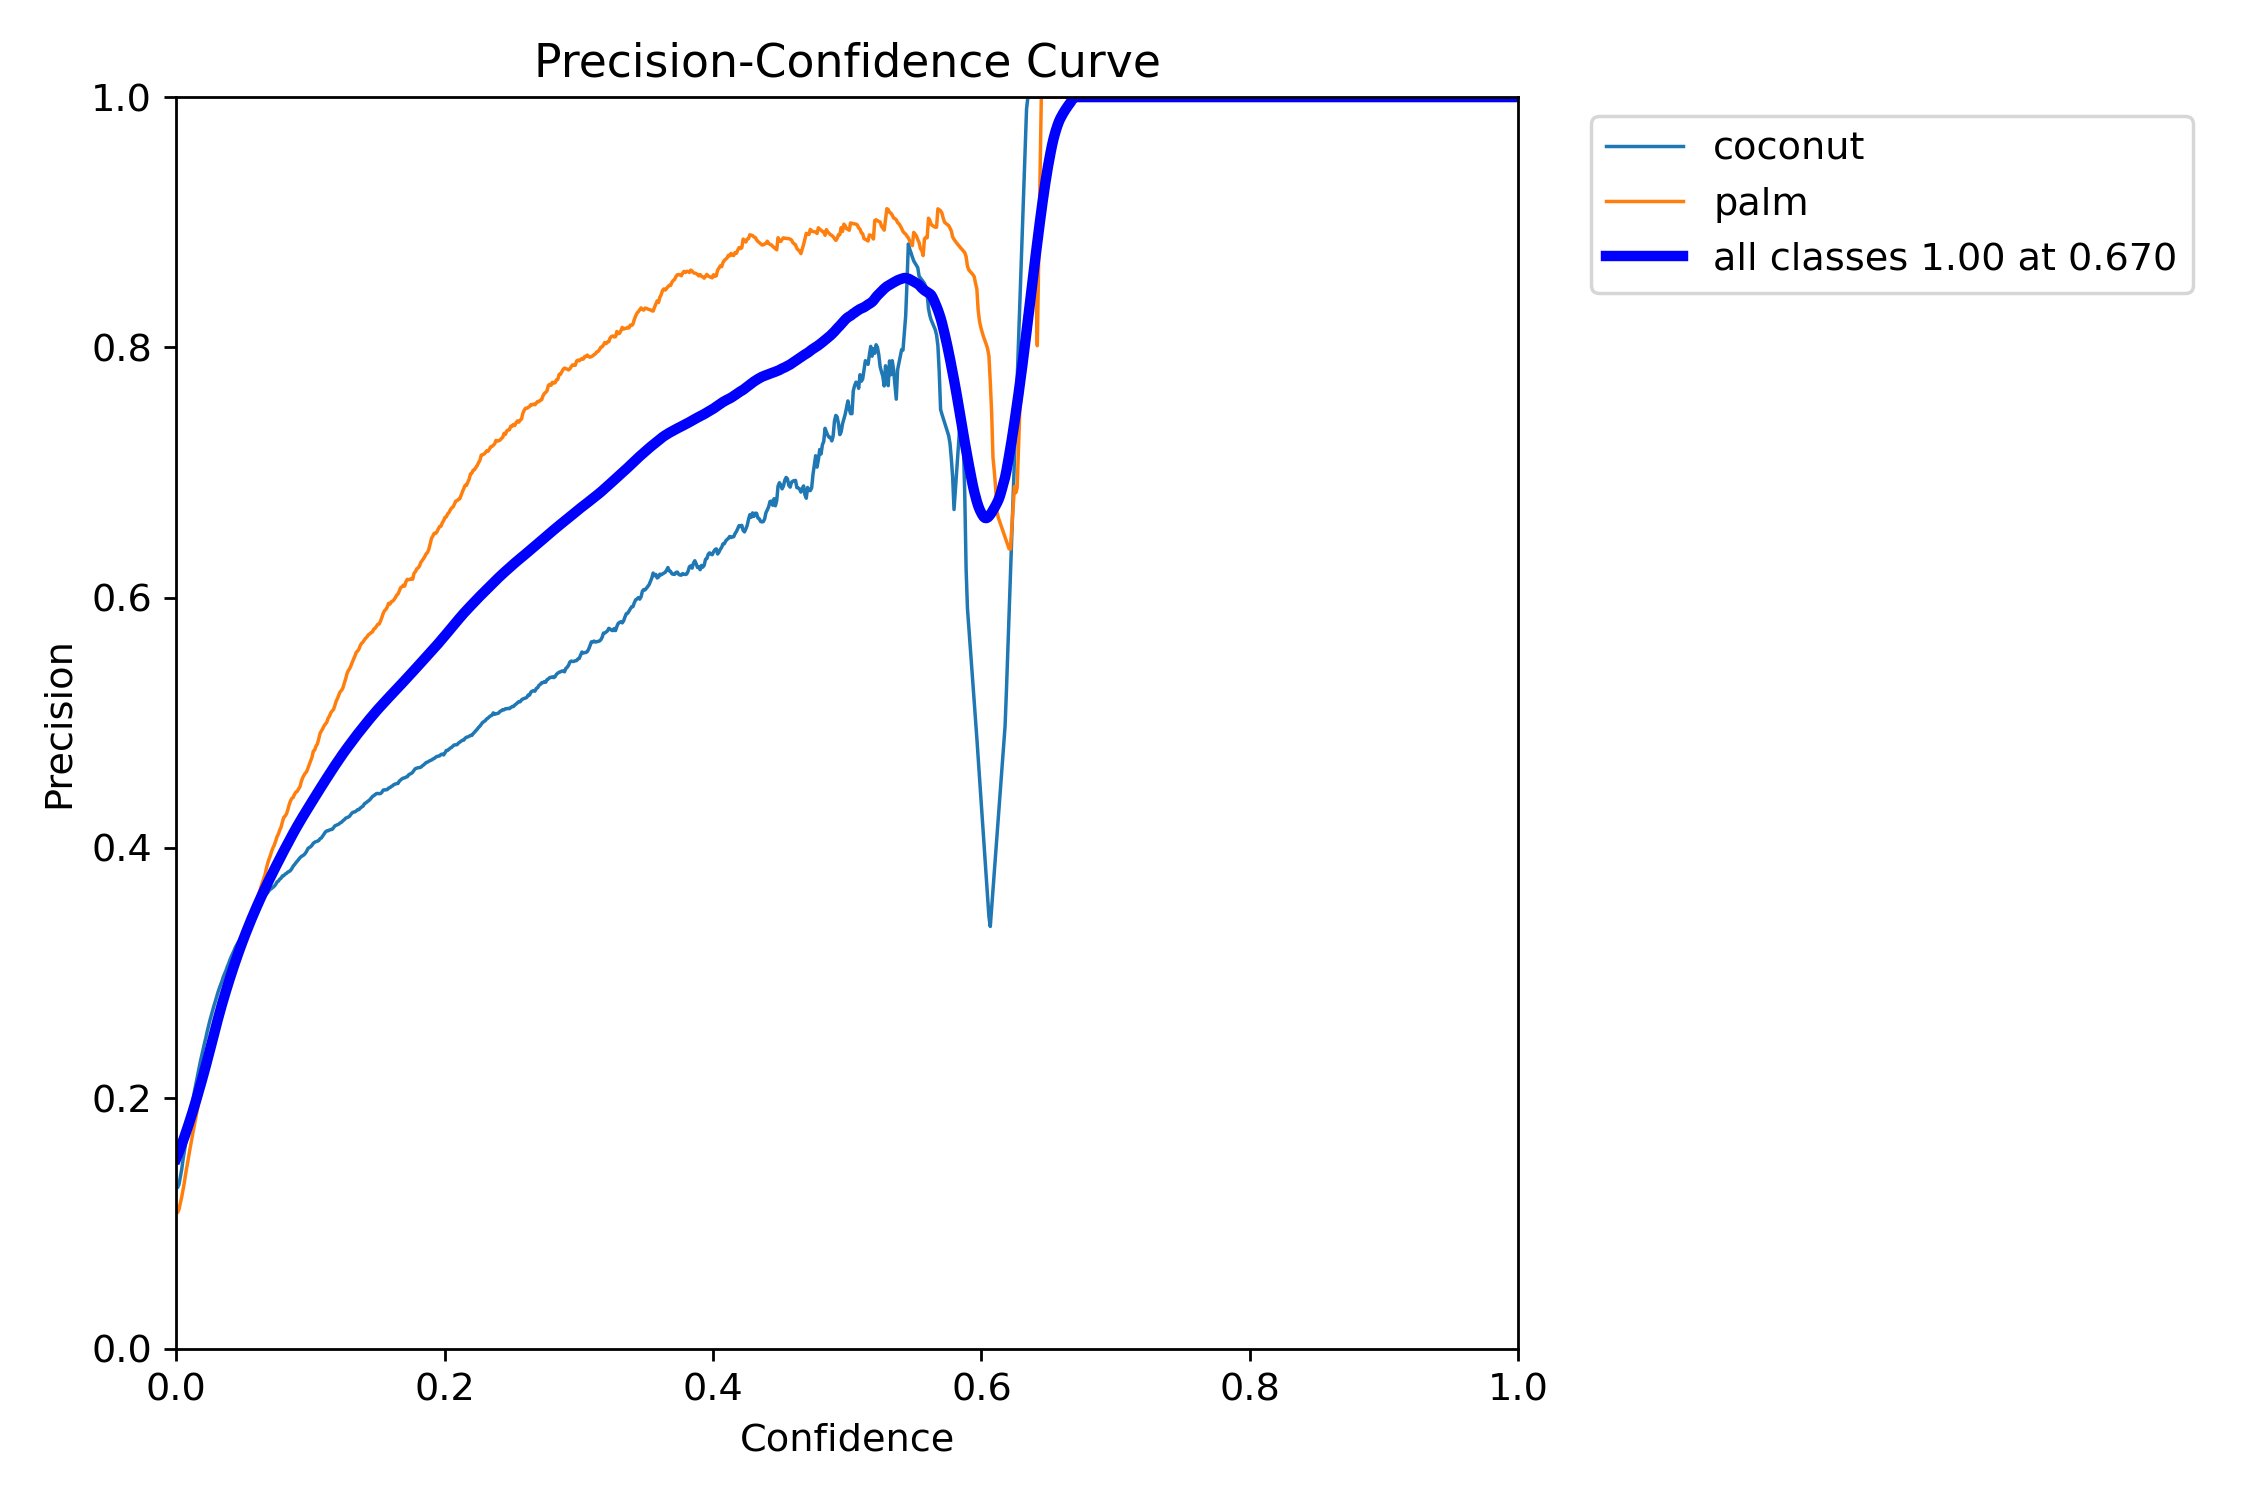 Precision-Confidence Curve
1.0
0.8
0.6
0.4
0.2
0.0
Precision
0.0 0.2 0.4 0.6 0.8 1.0
Confidence
coconut
palm
all classes 1.00 at 0.670